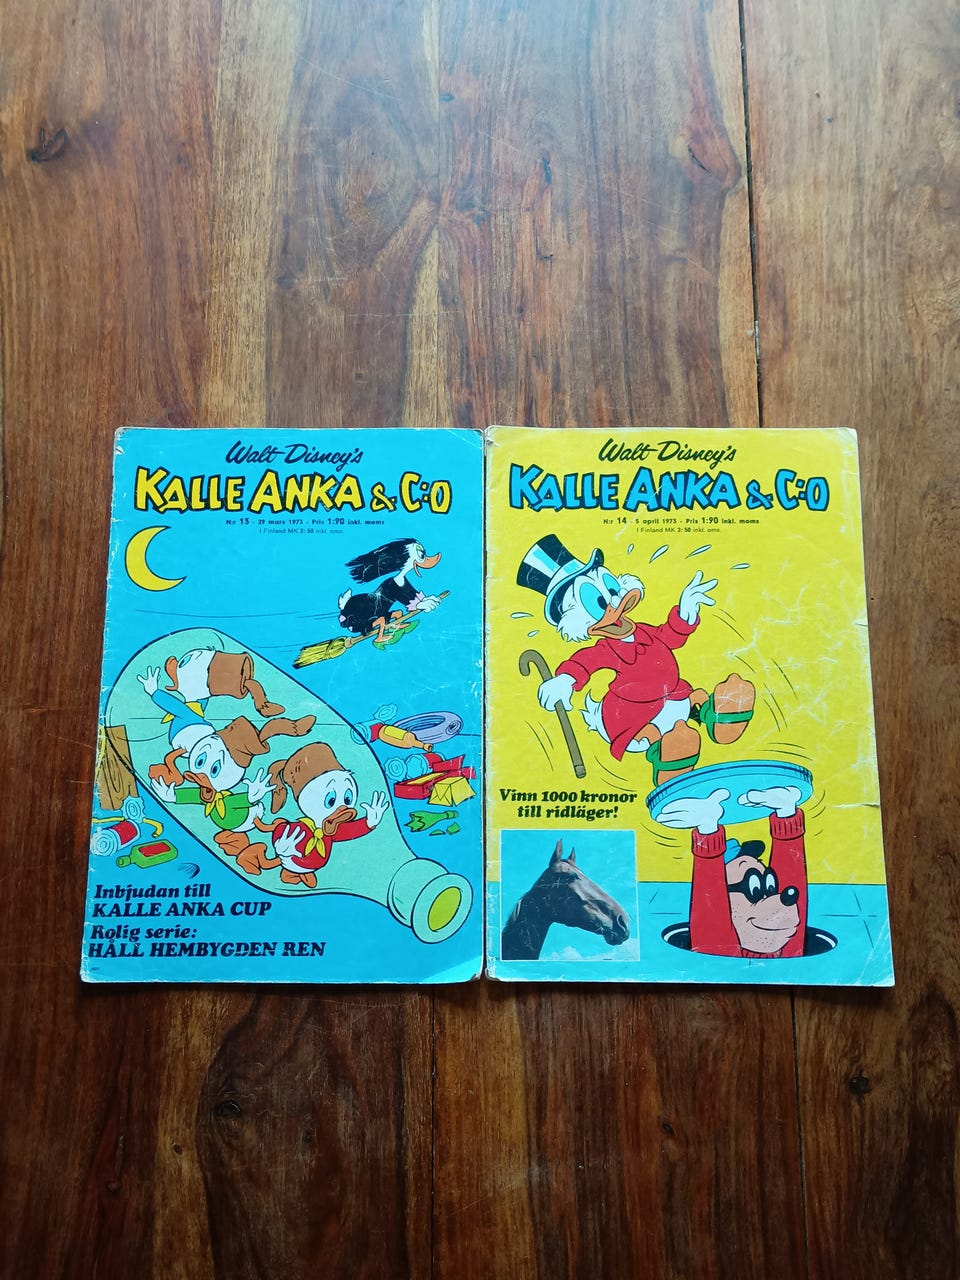 Walt Disney's
KALLE ANKA & C:O
N:r 13 - 29 mars 1973 - Pris 1:90 inkl. moms
I Finland MK 2:50 inkl. oms.
Inbjudan till
KALLE ANKA CUP
Rolig serie:
HÅLL HEMBYGDEN REN
Walt Disney's
KALLE ANKA & C:O
N:r 14 - 5 april 1973 - Pris 1:90 inkl. moms
I Finland MK 2:50 inkl. oms.
Vinn 1000 kronor
till ridläger!